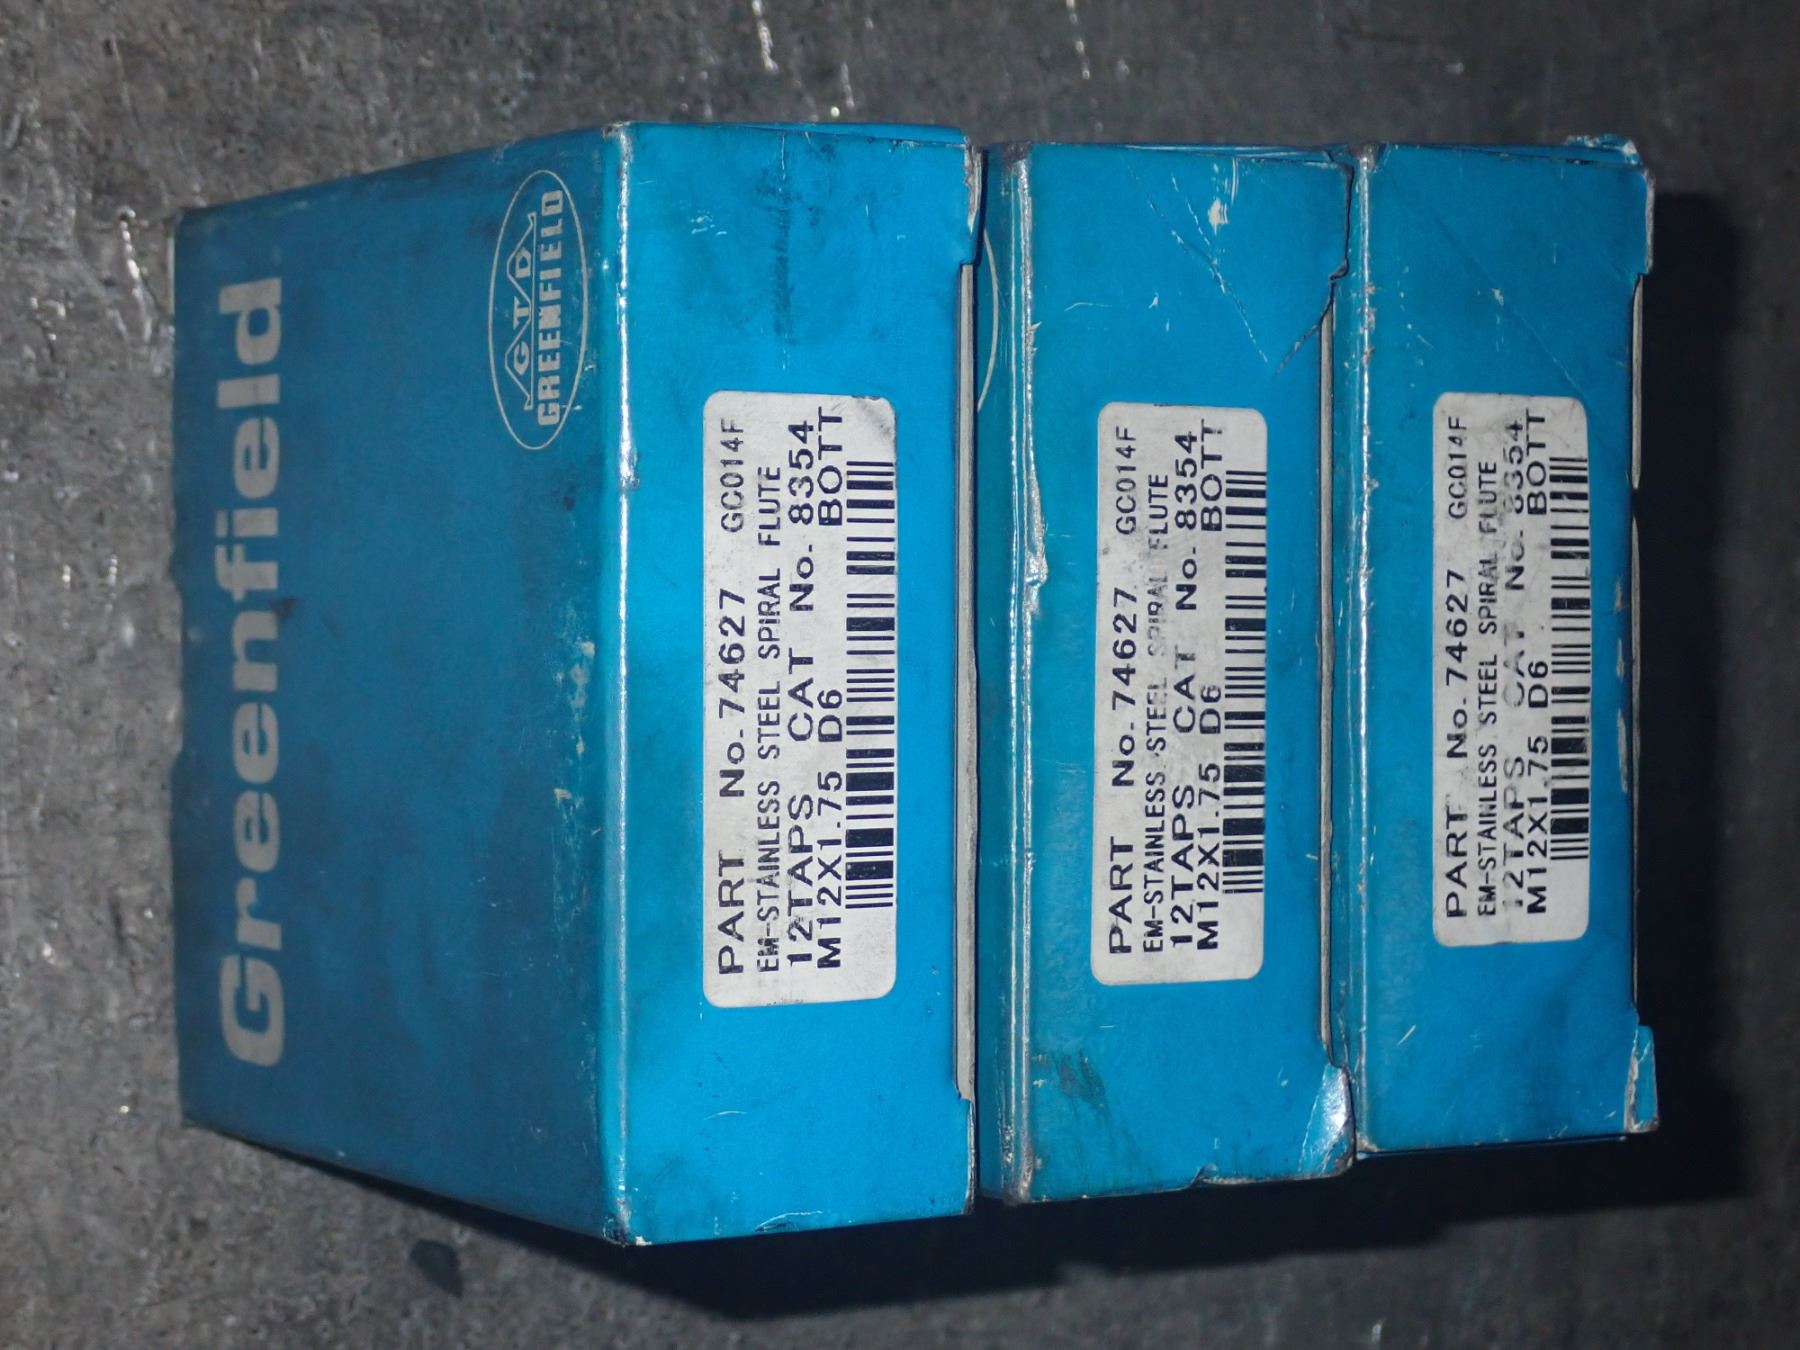 Greenfield
GTD
GREENFIELD
PART No. 74627 GC014F
EM-STAINLESS STEEL SPIRAL FLUTE
12TAPS CAT No. 8354
M12X1.75 D6 BOTT
PART No. 74627 GC014F
EM-STAINLESS STEEL SPIRAL FLUTE
12TAPS CAT No. 8354
M12X1.75 D6 BOTT
PART No. 74627 GC014F
EM-STAINLESS STEEL SPIRAL FLUTE
12TAPS CAT No. 8354
M12X1.75 D6 BOTT